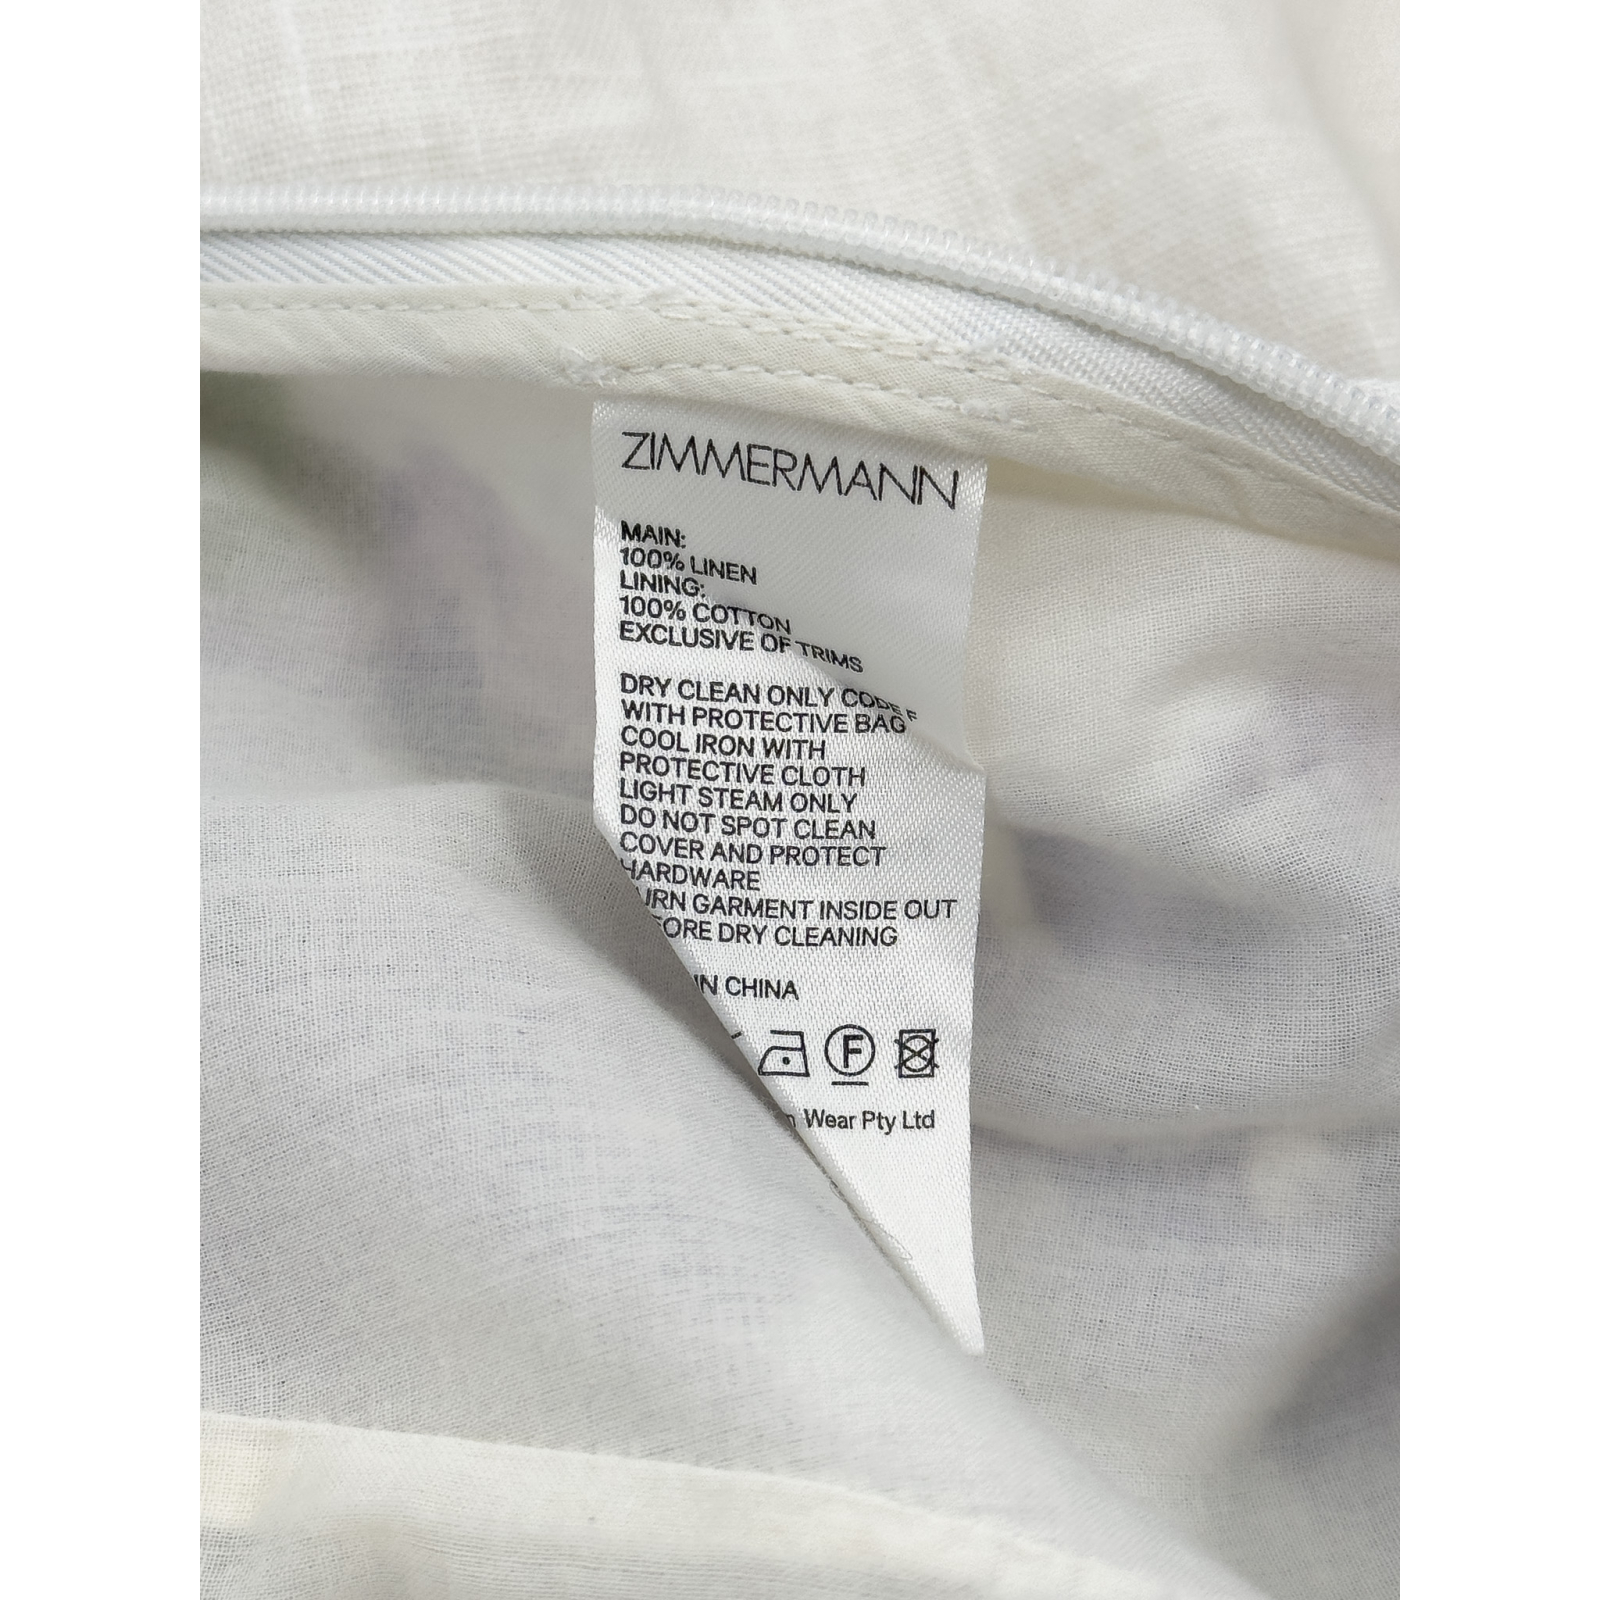 ZIMMERMANN
MAIN:
100% LINEN
LINING:
100% COTTON
EXCLUSIVE OF TRIMS
DRY CLEAN ONLY CODE F
WITH PROTECTIVE BAG
COOL IRON WITH
PROTECTIVE CLOTH
LIGHT STEAM ONLY
DO NOT SPOT CLEAN
COVER AND PROTECT
HARDWARE
GARMENT INSIDE OUT
DRY CLEANING
IN CHINA
F
Wear Pty Ltd